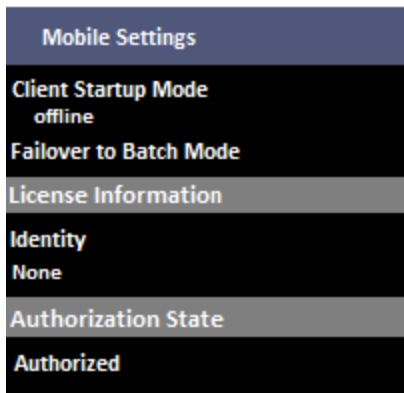 Mobile Settings
Client Startup Mode
offline
Failover to Batch Mode
License Information
Identity
None
Authorization State
Authorized